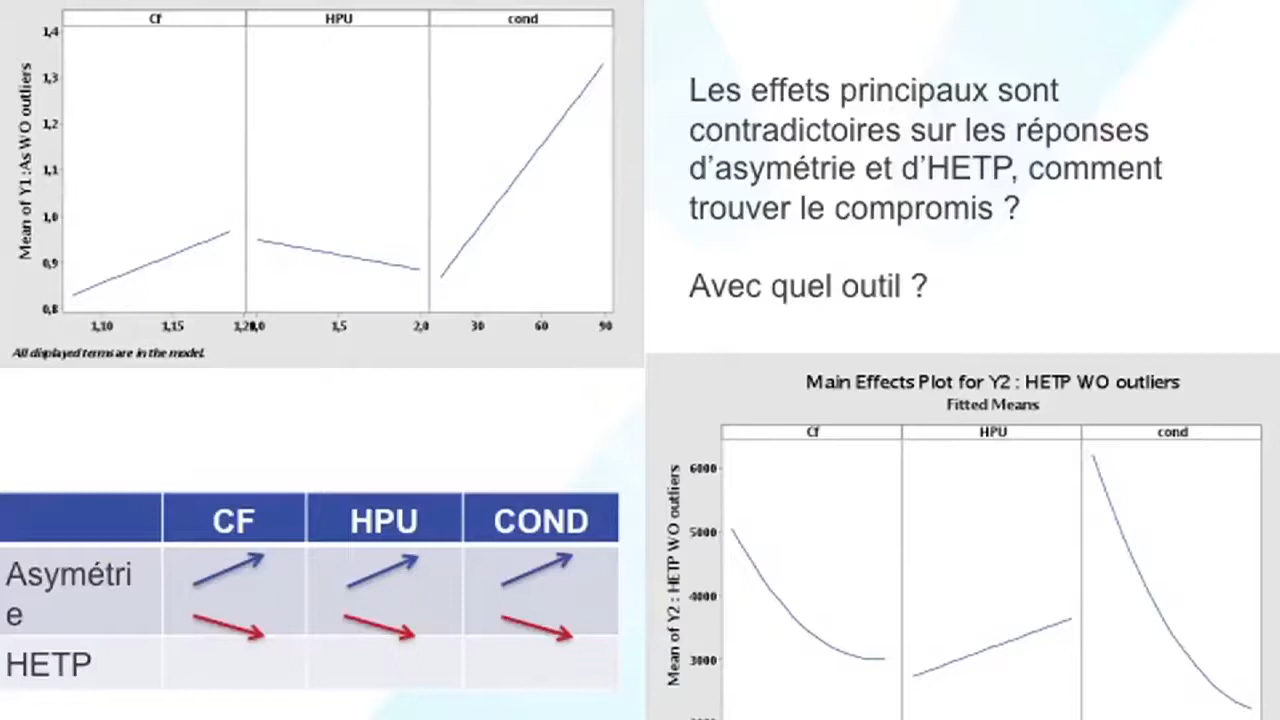 Cf HPU cond
Mean of Y1 : As WO outliers
1,4
1,3
1,2
1,1
1,0
0,9
0,8
1,10 1,15 1,5 2,0 30 60 90
All displayed terms are in the model.
Les effets principaux sont
contradictoires sur les réponses
d’asymétrie et d’HETP, comment
trouver le compromis ?
Avec quel outil ?
CF HPU COND
Asymétri
e
HETP
Main Effects Plot for Y2 : HETP WO outliers
Fitted Means
Cf HPU cond
Mean of Y2 : HETP WO outliers
6000
5000
4000
3000